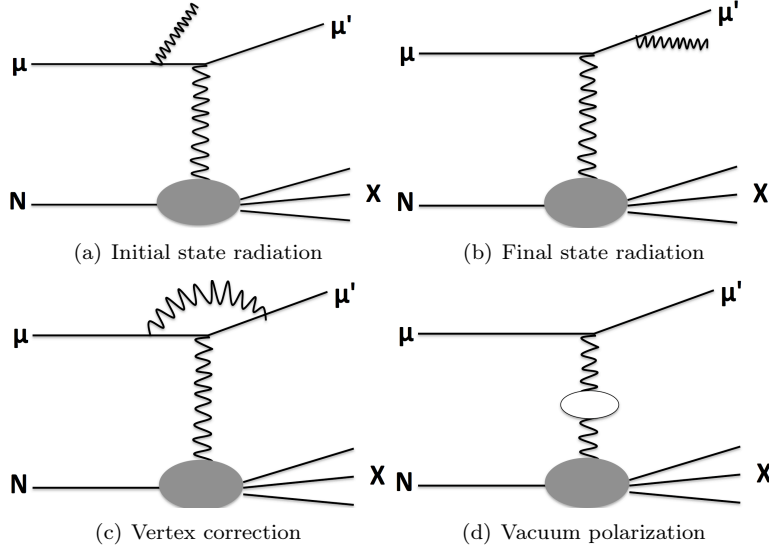 μ μ' N X
(a) Initial state radiation
μ μ' N X
(b) Final state radiation
μ μ' N X
(c) Vertex correction
μ μ' N X
(d) Vacuum polarization